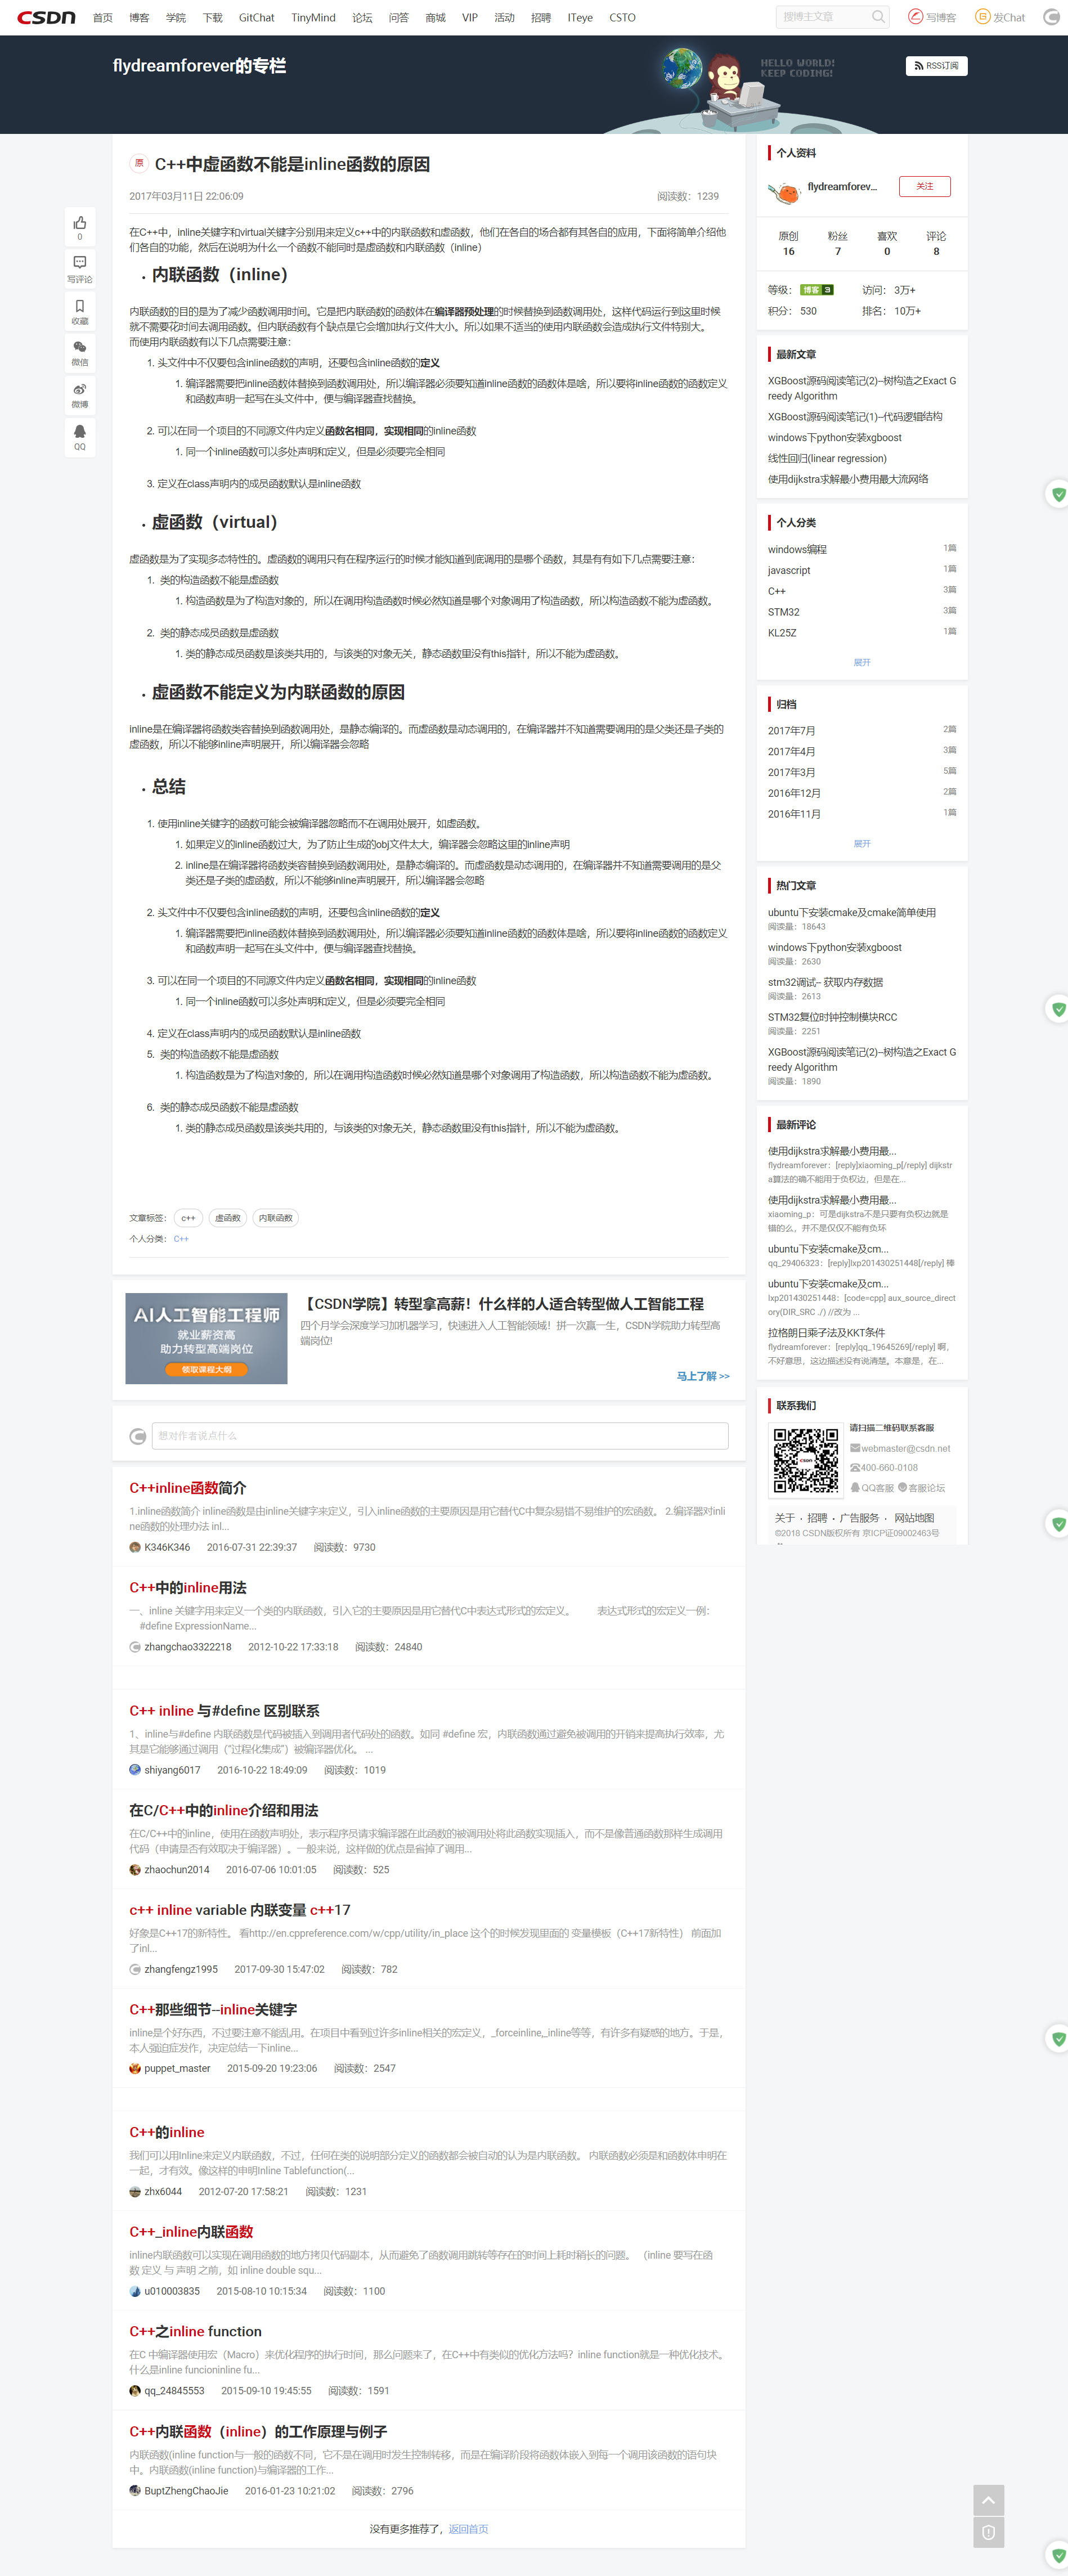 CSDN 首页 博客 学院 下载 GitChat TinyMind 论坛 问答 商城 VIP 活动 招聘 ITeye CSTO 搜博主文章 写博客 发Chat
flydreamforever的专栏
HELLO WORLD!
KEEP CODING!
RSS订阅
原 C++中虚函数不能是inline函数的原因
2017年03月11日 22:06:09 阅读数：1239
0
写评论
收藏
微信
微博
QQ
在C++中，inline关键字和virtual关键字分别用来定义c++中的内联函数和虚函数，他们在各自的场合都有其各自的应用，下面将简单介绍他
们各自的功能，然后在说明为什么一个函数不能同时是虚函数和内联函数（inline）
• 内联函数（inline）
内联函数的目的是为了减少函数调用时间。它是把内联函数的函数体在编译器预处理的时候替换到函数调用处，这样代码运行到这里时候
就不需要花时间去调用函数。但内联函数有个缺点是它会增加执行文件大小。所以如果不适当的使用内联函数会造成执行文件特别大。
而使用内联函数有以下几点需要注意：
1. 头文件中不仅要包含inline函数的声明，还要包含inline函数的定义
1. 编译器需要把inline函数体替换到函数调用处，所以编译器必须要知道inline函数的函数体是啥，所以要将inline函数的函数定义
和函数声明一起写在头文件中，便与编译器查找替换。
2. 可以在同一个项目的不同源文件内定义函数名相同，实现相同的inline函数
1. 同一个inline函数可以多处声明和定义，但是必须要完全相同
3. 定义在class声明内的成员函数默认是inline函数
• 虚函数（virtual）
虚函数是为了实现多态特性的。虚函数的调用只有在程序运行的时候才能知道到底调用的是哪个函数，其是有有如下几点需要注意：
1. 类的构造函数不能是虚函数
1. 构造函数是为了构造对象的，所以在调用构造函数时候必然知道是哪个对象调用了构造函数，所以构造函数不能为虚函数。
2. 类的静态成员函数是虚函数
1. 类的静态成员函数是该类共用的，与该类的对象无关，静态函数里没有this指针，所以不能为虚函数。
• 虚函数不能定义为内联函数的原因
inline是在编译器将函数类容替换到函数调用处，是静态编译的。而虚函数是动态调用的，在编译器并不知道需要调用的是父类还是子类的
虚函数，所以不能够inline声明展开，所以编译器会忽略
• 总结
1. 使用inline关键字的函数可能会被编译器忽略而不在调用处展开，如虚函数。
1. 如果定义的inline函数过大，为了防止生成的obj文件太大，编译器会忽略这里的inline声明
2. inline是在编译器将函数类容替换到函数调用处，是静态编译的。而虚函数是动态调用的，在编译器并不知道需要调用的是父
类还是子类的虚函数，所以不能够inline声明展开，所以编译器会忽略
2. 头文件中不仅要包含inline函数的声明，还要包含inline函数的定义
1. 编译器需要把inline函数体替换到函数调用处，所以编译器必须要知道inline函数的函数体是啥，所以要将inline函数的函数定义
和函数声明一起写在头文件中，便与编译器查找替换。
3. 可以在同一个项目的不同源文件内定义函数名相同，实现相同的inline函数
1. 同一个inline函数可以多处声明和定义，但是必须要完全相同
4. 定义在class声明内的成员函数默认是inline函数
5. 类的构造函数不能是虚函数
1. 构造函数是为了构造对象的，所以在调用构造函数时候必然知道是哪个对象调用了构造函数，所以构造函数不能为虚函数。
6. 类的静态成员函数不能是虚函数
1. 类的静态成员函数是该类共用的，与该类的对象无关，静态函数里没有this指针，所以不能为虚函数。
文章标签： c++ 虚函数 内联函数
个人分类： C++
AI人工智能工程师
就业薪资高
助力转型高端岗位
领取课程大纲
【CSDN学院】转型拿高薪！什么样的人适合转型做人工智能工程
四个月学会深度学习加机器学习，快速进入人工智能领域！拼一次赢一生，CSDN学院助力转型高
端岗位!
马上了解 >>
想对作者说点什么
C++inline函数简介
1.inline函数简介 inline函数是由inline关键字来定义，引入inline函数的主要原因是用它替代C中复杂易错不易维护的宏函数。 2.编译器对inli
ne函数的处理办法 inl...
K346K346 2016-07-31 22:39:37 阅读数：9730
C++中的inline用法
一、inline 关键字用来定义一个类的内联函数，引入它的主要原因是用它替代C中表达式形式的宏定义。 表达式形式的宏定义一例：
#define ExpressionName...
zhangchao3322218 2012-10-22 17:33:18 阅读数：24840
C++ inline 与#define 区别联系
1、inline与#define 内联函数是代码被插入到调用者代码处的函数。如同 #define 宏，内联函数通过避免被调用的开销来提高执行效率，尤
其是它能够通过调用（“过程化集成”）被编译器优化。 ...
shiyang6017 2016-10-22 18:49:09 阅读数：1019
在C/C++中的inline介绍和用法
在C/C++中的inline，使用在函数声明处，表示程序员请求编译器在此函数的被调用处将此函数实现插入，而不是像普通函数那样生成调用
代码（申请是否有效取决于编译器）。一般来说，这样做的优点是省掉了调用...
zhaochun2014 2016-07-06 10:01:05 阅读数：525
c++ inline variable 内联变量 c++17
好象是C++17的新特性。 看http://en.cppreference.com/w/cpp/utility/in_place 这个的时候发现里面的 变量模板（C++17新特性） 前面加
了inl...
zhangfengz1995 2017-09-30 15:47:02 阅读数：782
C++那些细节--inline关键字
inline是个好东西，不过要注意不能乱用。在项目中看到过许多inline相关的宏定义，_forceinline,_inline等等，有许多有疑惑的地方。于是，
本人强迫症发作，决定总结一下inline...
puppet_master 2015-09-20 19:23:06 阅读数：2547
C++的inline
我们可以用Inline来定义内联函数，不过，任何在类的说明部分定义的函数都会被自动的认为是内联函数。 内联函数必须是和函数体申明在
一起，才有效。像这样的申明Inline Tablefunction(...
zhx6044 2012-07-20 17:58:21 阅读数：1231
C++_inline内联函数
inline内联函数可以实现在调用函数的地方拷贝代码副本，从而避免了函数调用跳转等存在的时间上耗时稍长的问题。 （inline 要写在函
数 定义 与 声明 之前，如 inline double squ...
u010003835 2015-08-10 10:15:34 阅读数：1100
C++之inline function
在C 中编译器使用宏（Macro）来优化程序的执行时间，那么问题来了，在C++中有类似的优化方法吗？inline function就是一种优化技术。
什么是inline funcioninline fu...
qq_24845553 2015-09-10 19:45:55 阅读数：1591
C++内联函数（inline）的工作原理与例子
内联函数(inline function与一般的函数不同，它不是在调用时发生控制转移，而是在编译阶段将函数体嵌入到每一个调用该函数的语句块
中。内联函数(inline function)与编译器的工作...
BuptZhengChaoJie 2016-01-23 10:21:02 阅读数：2796
没有更多推荐了，返回首页
个人资料
flydreamforev... 关注
原创 粉丝 喜欢 评论
16 7 0 8
等级： 博客 3 访问： 3万+
积分： 530 排名： 10万+
最新文章
XGBoost源码阅读笔记(2)--树构造之Exact G
reedy Algorithm
XGBoost源码阅读笔记(1)--代码逻辑结构
windows下python安装xgboost
线性回归(linear regression)
使用dijkstra求解最小费用最大流网络
个人分类
windows编程 1篇
javascript 1篇
C++ 3篇
STM32 3篇
KL25Z 1篇
展开
归档
2017年7月 2篇
2017年4月 3篇
2017年3月 5篇
2016年12月 2篇
2016年11月 1篇
展开
热门文章
ubuntu下安装cmake及cmake简单使用
阅读量：18643
windows下python安装xgboost
阅读量：2630
stm32调试-- 获取内存数据
阅读量：2613
STM32复位时钟控制模块RCC
阅读量：2251
XGBoost源码阅读笔记(2)--树构造之Exact G
reedy Algorithm
阅读量：1890
最新评论
使用dijkstra求解最小费用最...
flydreamforever：[reply]xiaoming_p[/reply] dijkstr
a算法的确不能用于负权边，但是在...
使用dijkstra求解最小费用最...
xiaoming_p：可是dijkstra不是只要有负权边就是
错的么，并不是仅仅不能有负环
ubuntu下安装cmake及cm...
qq_29406323：[reply]lxp201430251448[/reply] 棒
ubuntu下安装cmake及cm...
lxp201430251448：[code=cpp] aux_source_direct
ory(DIR_SRC ./) //改为 ...
拉格朗日乘子法及KKT条件
flydreamforever：[reply]qq_19645269[/reply] 啊，
不好意思，这边描述没有说清楚。本意是，在...
联系我们
请扫描二维码联系客服
webmaster@csdn.net
400-660-0108
QQ客服 客服论坛
关于 · 招聘 · 广告服务 · 网站地图
©2018 CSDN版权所有 京ICP证09002463号